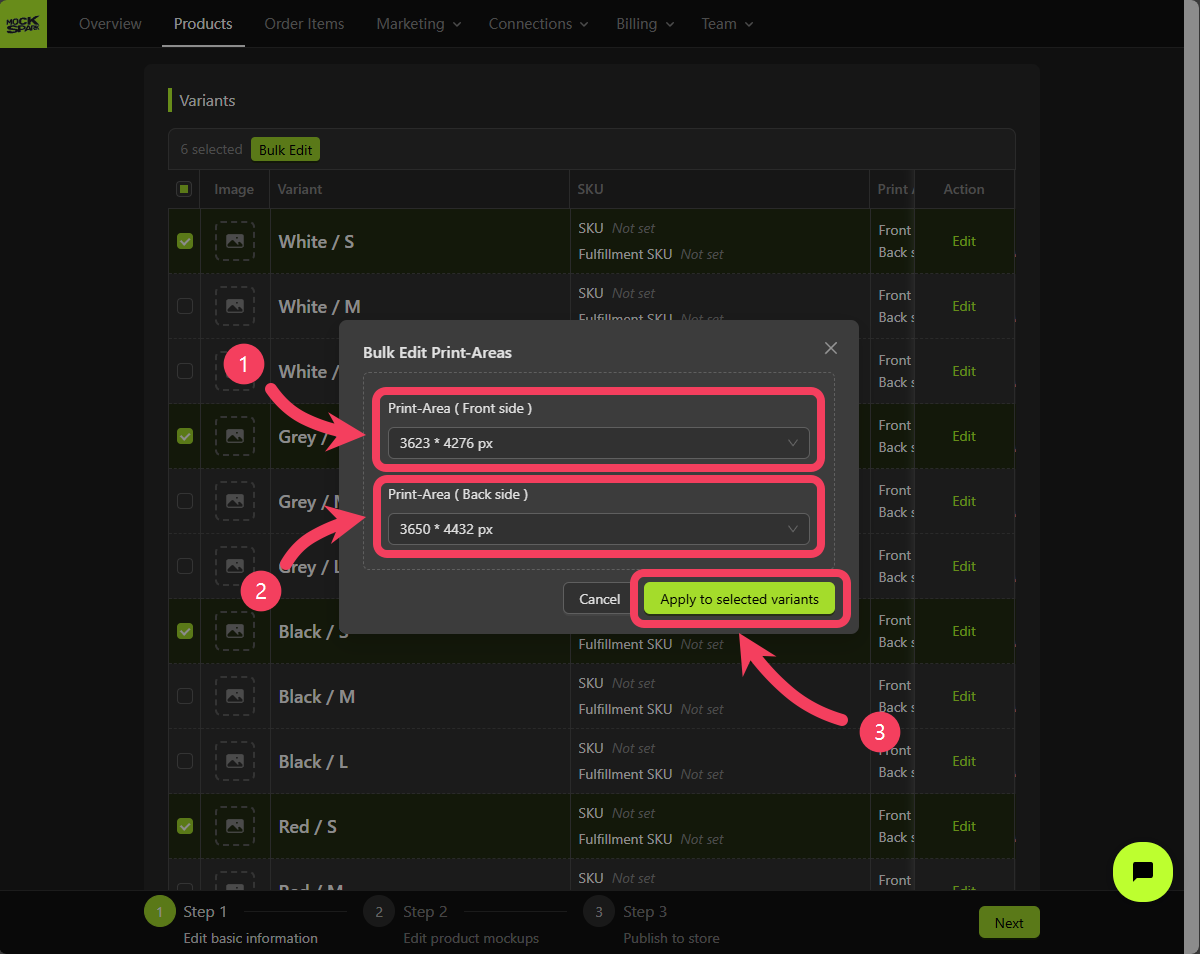 MOCK SPARK
Overview Products Order Items Marketing Connections Billing Team
Variants
6 selected Bulk Edit
Image Variant SKU Print Action
White / S
SKU Not set
Fulfillment SKU Not set
Front
Back
Edit
White / M
SKU Not set
Fulfillment SKU Not set
Front
Back
Edit
White /
Front
Back
Edit
Grey /
Front
Back
Edit
Grey /
Front
Back
Edit
Grey / L
Front
Back
Edit
Black / S
Fulfillment SKU Not set
Front
Back
Edit
Black / M
SKU Not set
Fulfillment SKU Not set
Front
Back
Edit
Black / L
SKU Not set
Fulfillment SKU Not set
Front
Back
Edit
Red / S
SKU Not set
Fulfillment SKU Not set
Front
Back
Edit
Red / M
SKU Not set
Front
Edit
Bulk Edit Print-Areas
1
Print-Area ( Front side )
3623 * 4276 px
Print-Area ( Back side )
3650 * 4432 px
2
Cancel Apply to selected variants
3
1 Step 1
Edit basic information
2 Step 2
Edit product mockups
3 Step 3
Publish to store
Next